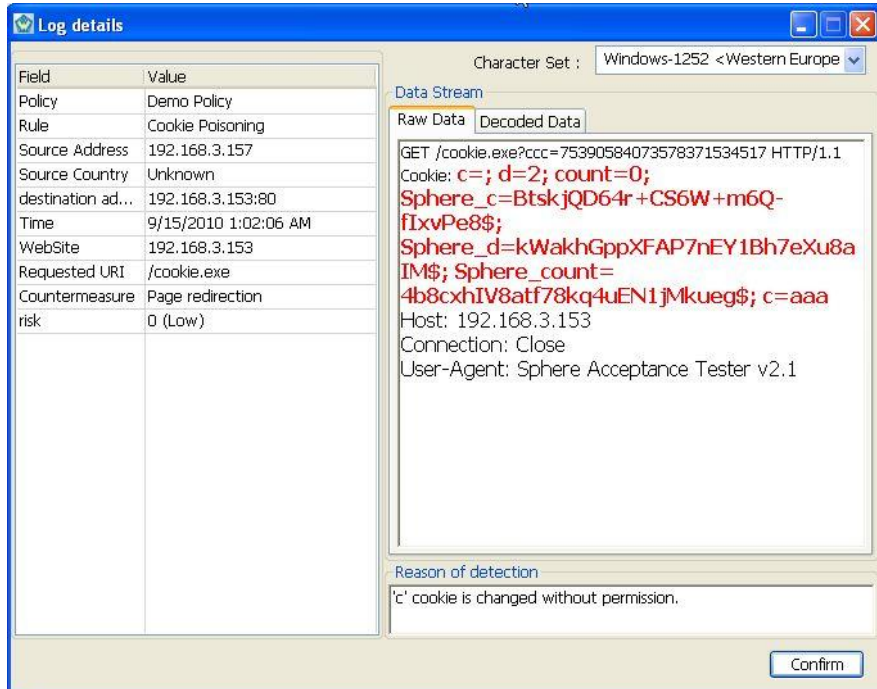 Log details
Character Set :
Windows-1252 <Western Europe
Field Value
Policy Demo Policy
Rule Cookie Poisoning
Source Address 192.168.3.157
Source Country Unknown
destination ad... 192.168.3.153:80
Time 9/15/2010 1:02:06 AM
WebSite 192.168.3.153
Requested URI /cookie.exe
Countermeasure Page redirection
risk 0 (Low)
Data Stream
Raw Data Decoded Data
GET /cookie.exe?ccc=75390584073578371534517 HTTP/1.1
Cookie: c=; d=2; count=0;
Sphere_c=BtskjQD64r+CS6W+m6Q-
fIxvPe8$;
Sphere_d=kWakhGppXFAP7nEY1Bh7eXu8a
IM$; Sphere_count=
4b8cxhIV8atf78kq4uEN1jMkueg$; c=aaa
Host: 192.168.3.153
Connection: Close
User-Agent: Sphere Acceptance Tester v2.1
Reason of detection
'c' cookie is changed without permission.
Confirm